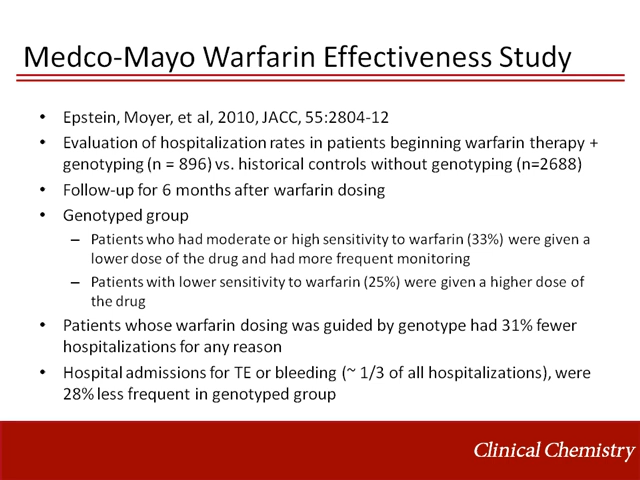 Medco-Mayo Warfarin Effectiveness Study
• Epstein, Moyer, et al, 2010, JACC, 55:2804-12
• Evaluation of hospitalization rates in patients beginning warfarin therapy +
genotyping (n = 896) vs. historical controls without genotyping (n=2688)
• Follow-up for 6 months after warfarin dosing
• Genotyped group
– Patients who had moderate or high sensitivity to warfarin (33%) were given a
lower dose of the drug and had more frequent monitoring
– Patients with lower sensitivity to warfarin (25%) were given a higher dose of
the drug
• Patients whose warfarin dosing was guided by genotype had 31% fewer
hospitalizations for any reason
• Hospital admissions for TE or bleeding (~ 1/3 of all hospitalizations), were
28% less frequent in genotyped group
Clinical Chemistry